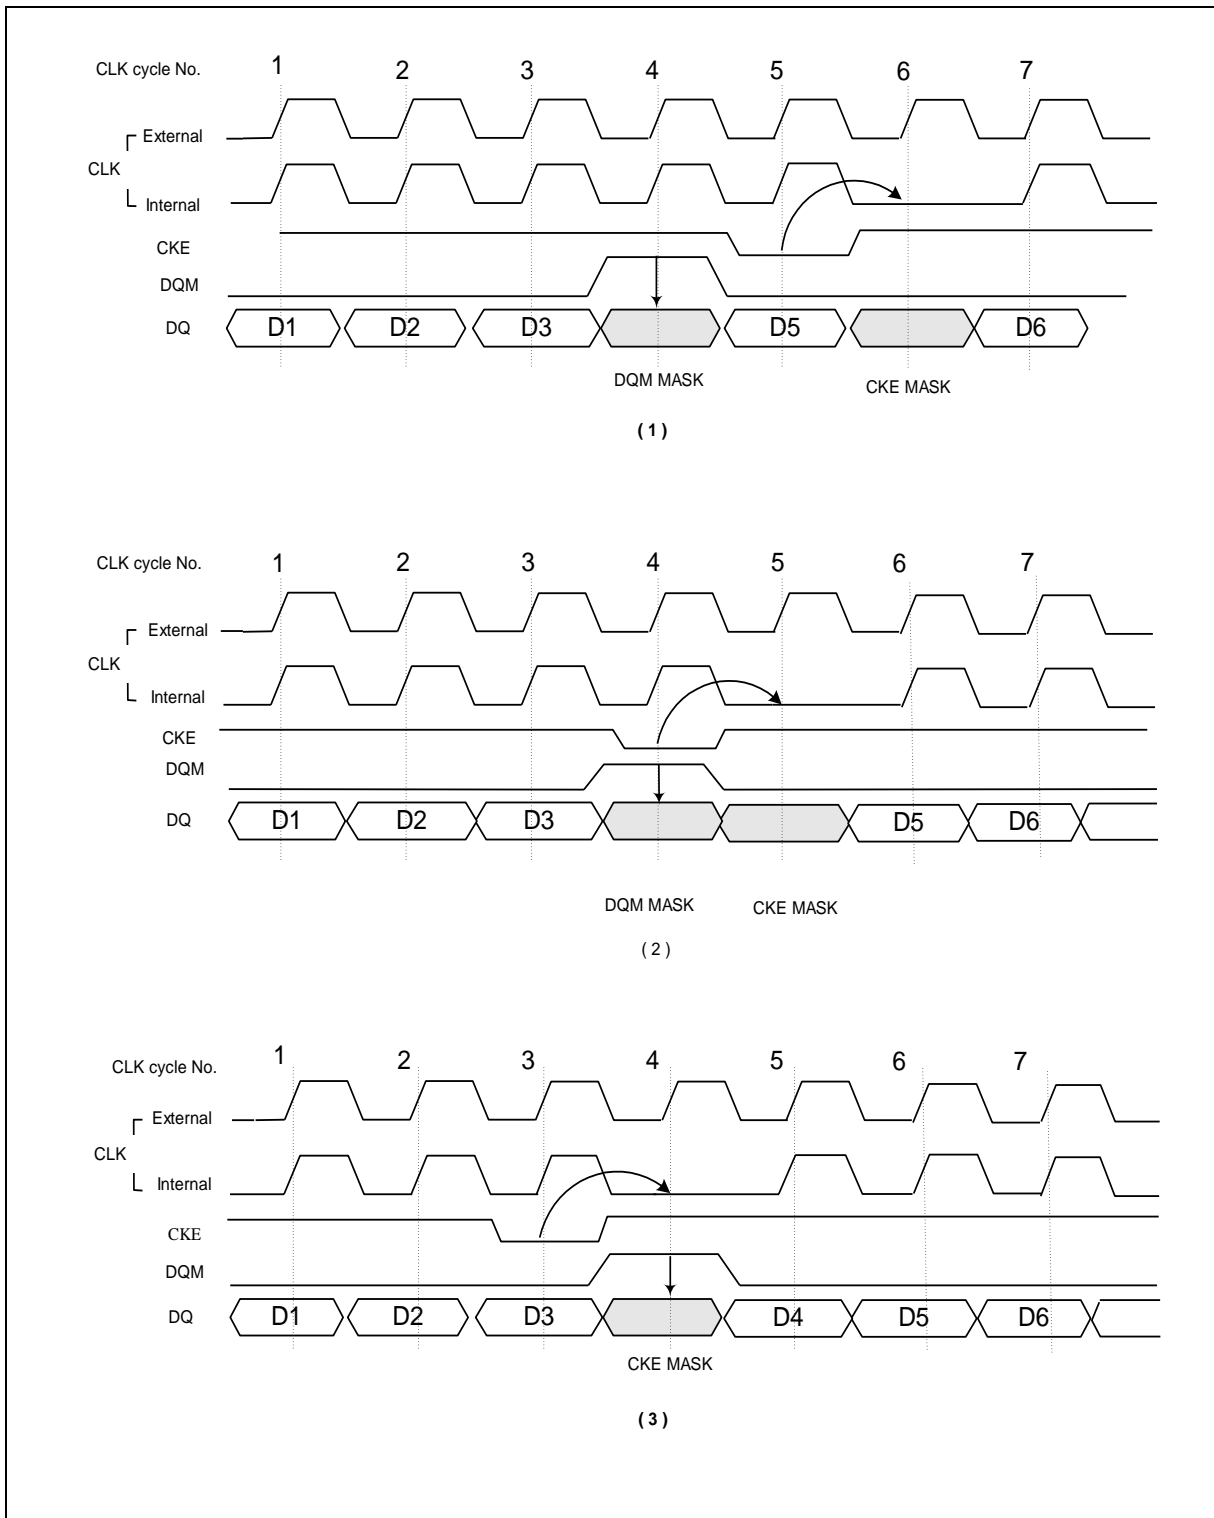 CLK cycle No. 1 2 3 4 5 6 7
External
CLK
Internal
CKE
DQM
DQ D1 D2 D3 D5 D6
DQM MASK CKE MASK
( 1 )
CLK cycle No. 1 2 3 4 5 6 7
External
CLK
Internal
CKE
DQM
DQ D1 D2 D3 D5 D6
DQM MASK CKE MASK
( 2 )
CLK cycle No. 1 2 3 4 5 6 7
External
CLK
Internal
CKE
DQM
DQ D1 D2 D3 D4 D5 D6
CKE MASK
( 3 )